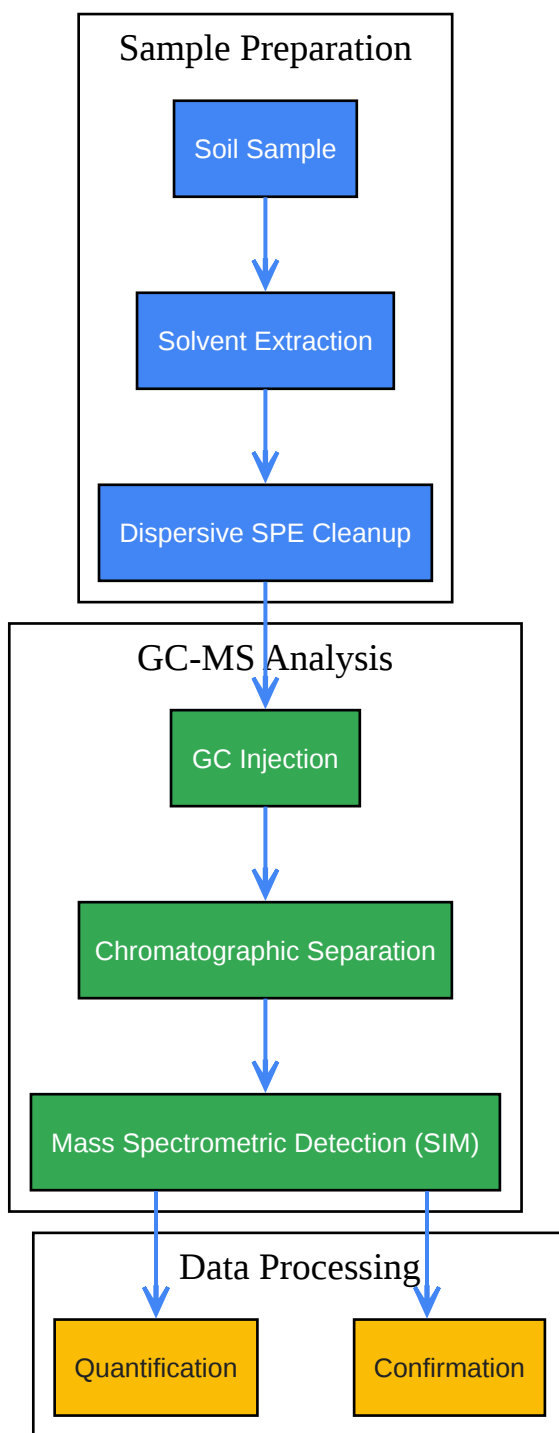 Sample Preparation
Soil Sample
Solvent Extraction
Dispersive SPE Cleanup
GC-MS Analysis
GC Injection
Chromatographic Separation
Mass Spectrometric Detection (SIM)
Data Processing
Quantification
Confirmation